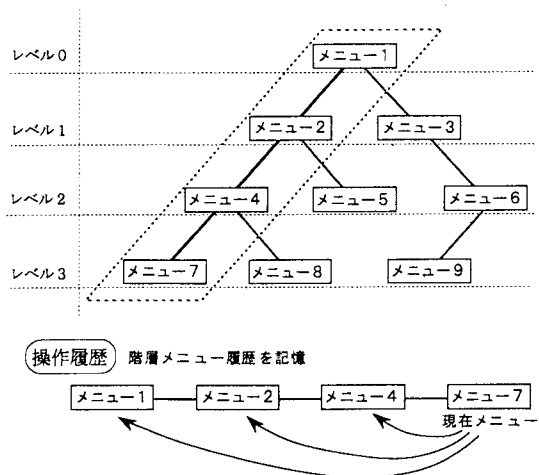 レベル0
メニュー1
レベル1
メニュー2
メニュー3
レベル2
メニュー4
メニュー5
メニュー6
レベル3
メニュー7
メニュー8
メニュー9
操作履歴 階層メニュー履歴を記憶
メニュー1
メニュー2
メニュー4
メニュー7
現在メニュー